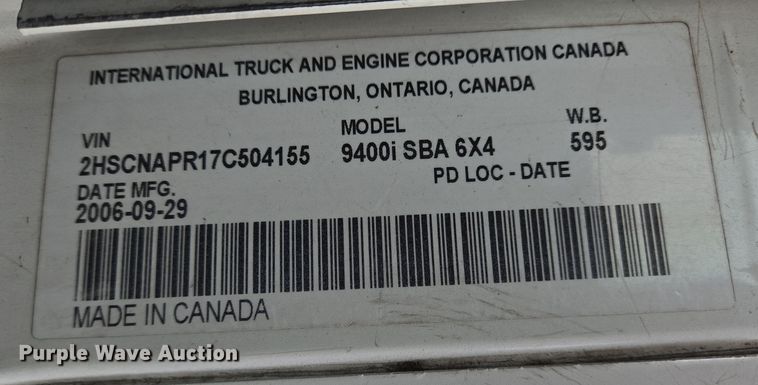 INTERNATIONAL TRUCK AND ENGINE CORPORATION CANADA
BURLINGTON, ONTARIO, CANADA
VIN MODEL W.B.
2HSCNAPR17C504155 9400i SBA 6X4 595
DATE MFG. PD LOC - DATE
2006-09-29
MADE IN CANADA
Purple Wave Auction